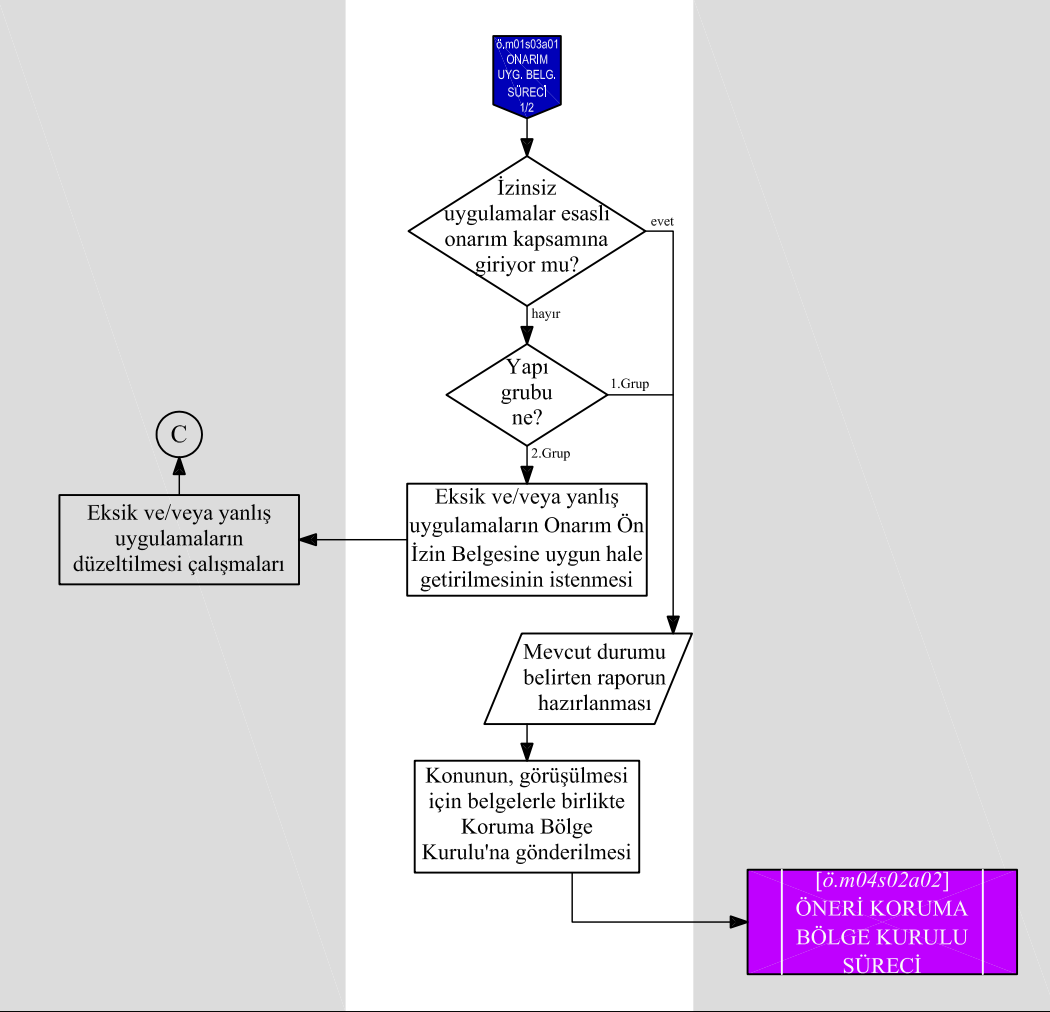 ö.m01s03a01
ONARIM
UYG. BELG.
SÜRECİ
1/2
İzinsiz
uygulamalar esaslı
onarım kapsamına
giriyor mu?
evet
hayır
Yapı
grubu
ne?
1.Grup
2.Grup
C
Eksik ve/veya yanlış
uygulamaların
düzeltilmesi çalışmaları
Eksik ve/veya yanlış
uygulamaların Onarım Ön
İzin Belgesine uygun hale
getirilmesinin istenmesi
Mevcut durumu
belirten raporun
hazırlanması
Konunun, görüşülmesi
için belgelerle birlikte
Koruma Bölge
Kurulu'na gönderilmesi
[ö.m04s02a02]
ÖNERİ KORUMA
BÖLGE KURULU
SÜRECİ